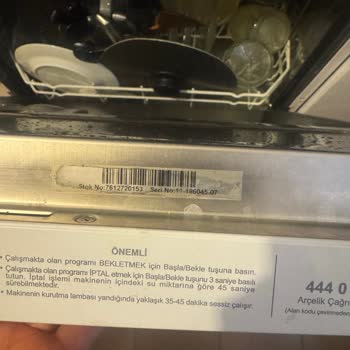 Stok No:7612720153 Seri No:11-186045-07
ÖNEMLİ
• Çalışmakta olan programı BEKLETMEK için Başla/Bekle tuşuna basın.
• Çalışmakta olan programı İPTAL etmek için Başla/Bekle tuşunu 3 saniye basılı
tutun. İptal işlemi makinenin içindeki su miktarına göre 45 saniye
sürebilmektedir.
• Makinenin kurutma lambası yandığında yaklaşık 35-45 dakika sessiz çalışır.
444 0
Arçelik Çağrı
(Alan kodu çevirmeden